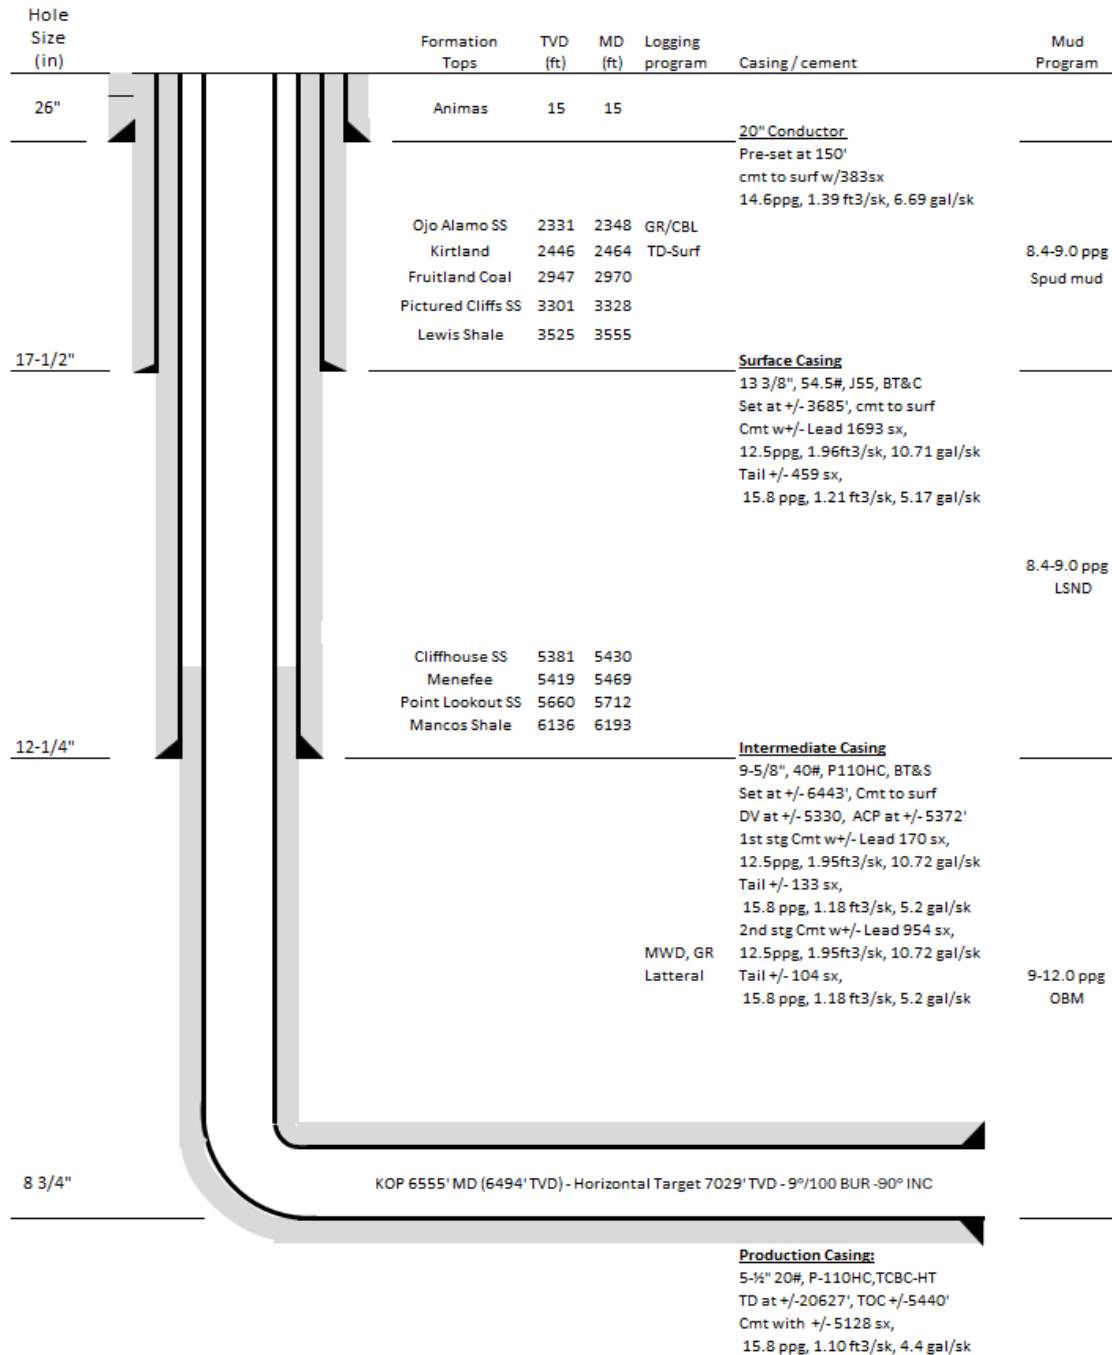 Hole
Size
(in)
Formation Tops TVD (ft) MD (ft) Logging program Casing / cement Mud Program
26"
Animas 15 15
20" Conductor
Pre-set at 150'
cmt to surf w/383sx
14.6ppg, 1.39 ft3/sk, 6.69 gal/sk
Ojo Alamo SS 2331 2348 GR/CBL
Kirtland 2446 2464 TD-Surf 8.4-9.0 ppg
Fruitland Coal 2947 2970 Spud mud
Pictured Cliffs SS 3301 3328
Lewis Shale 3525 3555
17-1/2"
Surface Casing
13 3/8", 54.5#, J55, BT&C
Set at +/- 3685', cmt to surf
Cmt w+/- Lead 1693 sx,
12.5ppg, 1.96ft3/sk, 10.71 gal/sk
Tail +/- 459 sx,
15.8 ppg, 1.21 ft3/sk, 5.17 gal/sk
8.4-9.0 ppg
LSND
Cliffhouse SS 5381 5430
Menefee 5419 5469
Point Lookout SS 5660 5712
Mancos Shale 6136 6193
12-1/4"
Intermediate Casing
9-5/8", 40#, P110HC, BT&S
Set at +/- 6443', Cmt to surf
DV at +/- 5330, ACP at +/- 5372'
1st stg Cmt w+/- Lead 170 sx,
12.5ppg, 1.95ft3/sk, 10.72 gal/sk
Tail +/- 133 sx,
15.8 ppg, 1.18 ft3/sk, 5.2 gal/sk
2nd stg Cmt w+/- Lead 954 sx,
MWD, GR 12.5ppg, 1.95ft3/sk, 10.72 gal/sk
Latteral Tail +/- 104 sx, 9-12.0 ppg
15.8 ppg, 1.18 ft3/sk, 5.2 gal/sk OBM
8 3/4" KOP 6555' MD (6494' TVD) - Horizontal Target 7029' TVD - 9°/100 BUR -90° INC
Production Casing:
5-½" 20#, P-110HC,TCBC-HT
TD at +/-20627', TOC +/-5440'
Cmt with +/- 5128 sx,
15.8 ppg, 1.10 ft3/sk, 4.4 gal/sk